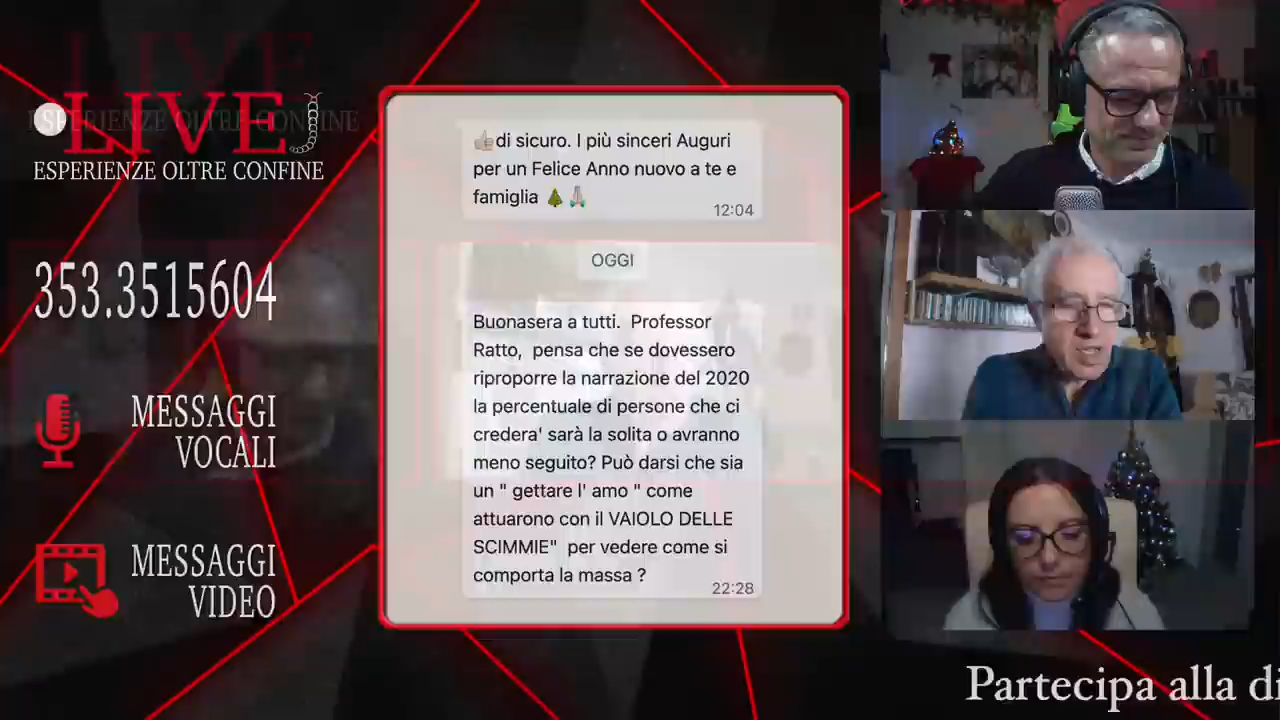 LIVE
ESPERIENZE OLTRE CONFINE
353.3515604
MESSAGGI
VOCALI
MESSAGGI
VIDEO
👍🏼di sicuro. I più sinceri Auguri
per un Felice Anno nuovo a te e
famiglia 🎄🙏🏻
12:04
OGGI
Buonasera a tutti. Professor
Ratto, pensa che se dovessero
riproporre la narrazione del 2020
la percentuale di persone che ci
credera' sarà la solita o avranno
meno seguito? Può darsi che sia
un " gettare l' amo " come
attuarono con il VAIOLO DELLE
SCIMMIE" per vedere come si
comporta la massa ?
22:28
Partecipa alla di